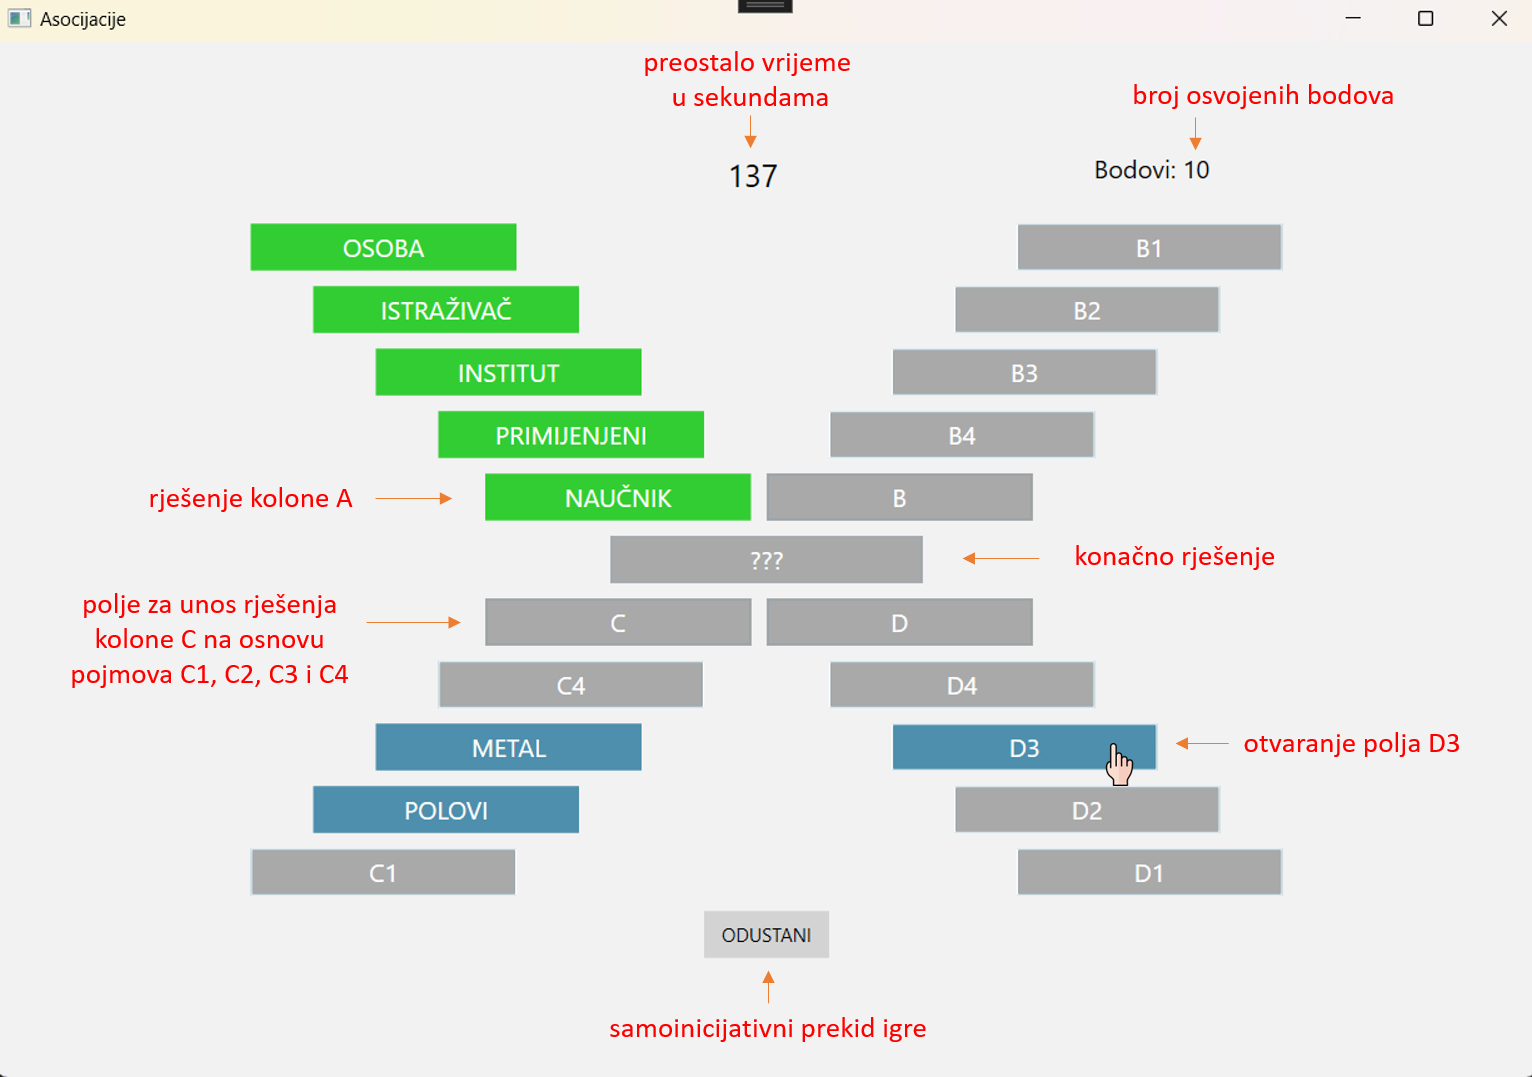 Asocijacije
preostalo vrijeme
u sekundama
broj osvojenih bodova
137
Bodovi: 10
OSOBA
B1
ISTRAŽIVAČ
B2
INSTITUT
B3
PRIMIJENJENI
B4
rješenje kolone A
NAUČNIK
B
???
konačno rješenje
polje za unos rješenja
kolone C na osnovu
pojmova C1, C2, C3 i C4
C
D
C4
D4
METAL
D3
otvaranje polja D3
POLOVI
D2
C1
D1
ODUSTANI
samoinicijativni prekid igre